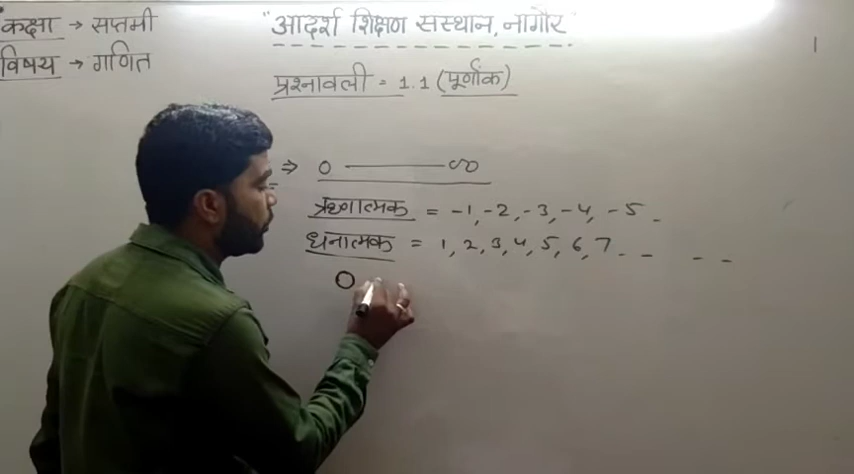 कक्षा → सप्तमी
"आदर्श शिक्षण सस्थान, नागौर"
विषय → गणित
प्रश्नावली = 1.1 (पूर्णांक)
⇒ 0 ——— ∞
ऋणात्मक = -1, -2, -3, -4, -5 -
धनात्मक = 1, 2, 3, 4, 5, 6, 7 - - - -
0